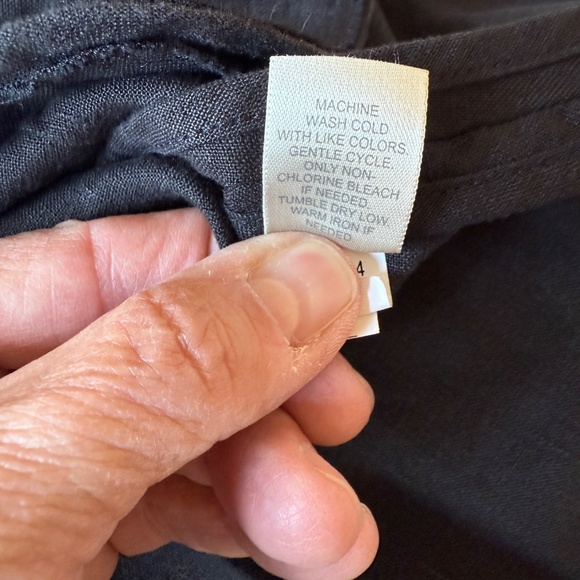 MACHINE
WASH COLD
WITH LIKE COLORS.
GENTLE CYCLE.
ONLY NON-
CHLORINE BLEACH
IF NEEDED.
TUMBLE DRY LOW.
WARM IRON IF
NEEDED
4